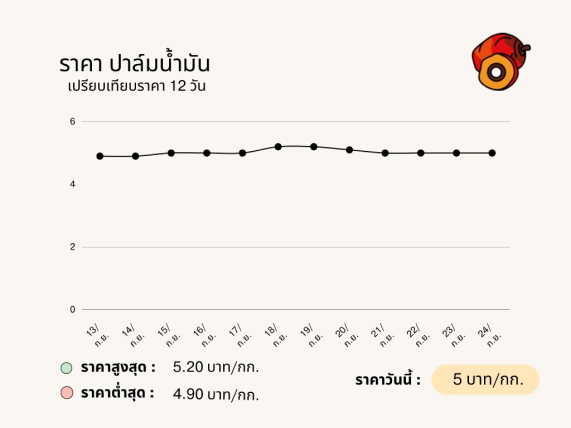 ราคา ปาล์มน้ำมัน
เปรียบเทียบราคา 12 วัน
6
4
2
0
13/ก.ย.
14/ก.ย.
15/ก.ย.
16/ก.ย.
17/ก.ย.
18/ก.ย.
19/ก.ย.
20/ก.ย.
21/ก.ย.
22/ก.ย.
23/ก.ย.
24/ก.ย.
ราคาสูงสุด : 5.20 บาท/กก.
ราคาต่ำสุด : 4.90 บาท/กก.
ราคาวันนี้ : 5 บาท/กก.